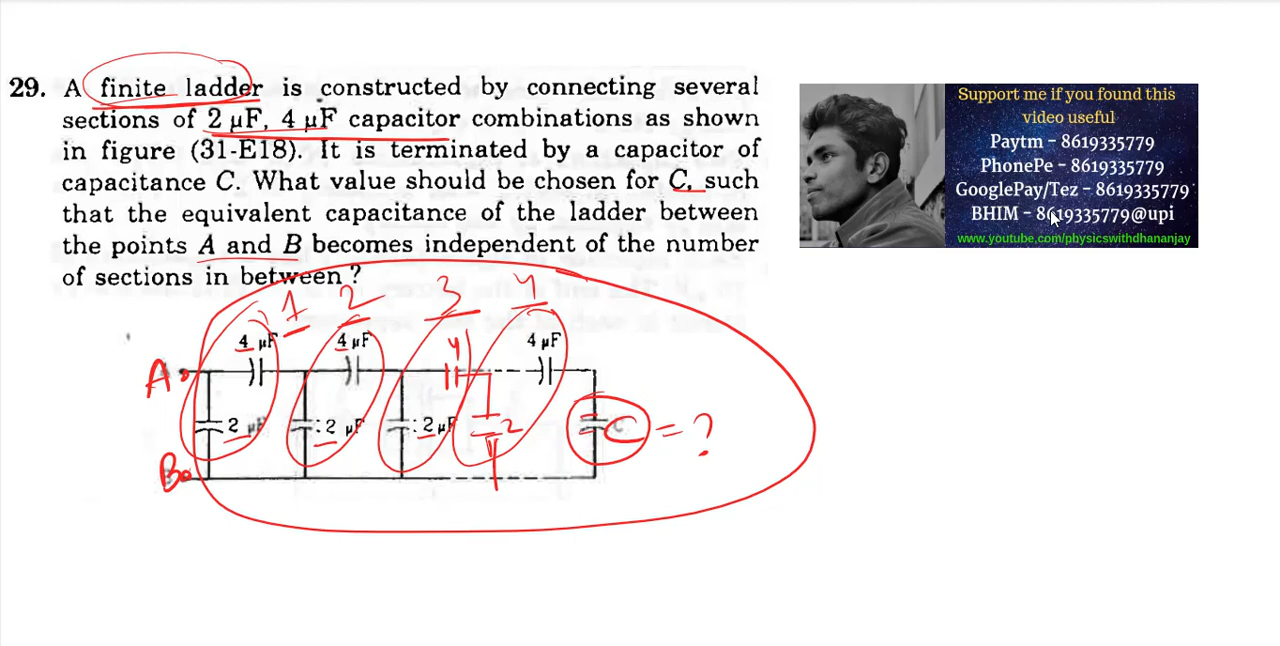 29. A finite ladder is constructed by connecting several
sections of 2 µF, 4 µF capacitor combinations as shown
in figure (31-E18). It is terminated by a capacitor of
capacitance C. What value should be chosen for C, such
that the equivalent capacitance of the ladder between
the points A and B becomes independent of the number
of sections in between ?
Support me if you found this
video useful
Paytm - 8619335779
PhonePe - 8619335779
GooglePay/Tez - 8619335779
BHIM - 8619335779@upi
www.youtube.com/physicswithdhananjay
1 2 3 4
4 µF 4 µF 4 4 µF
A
2 µF 2 µF 2 µF 2 C = ?
B